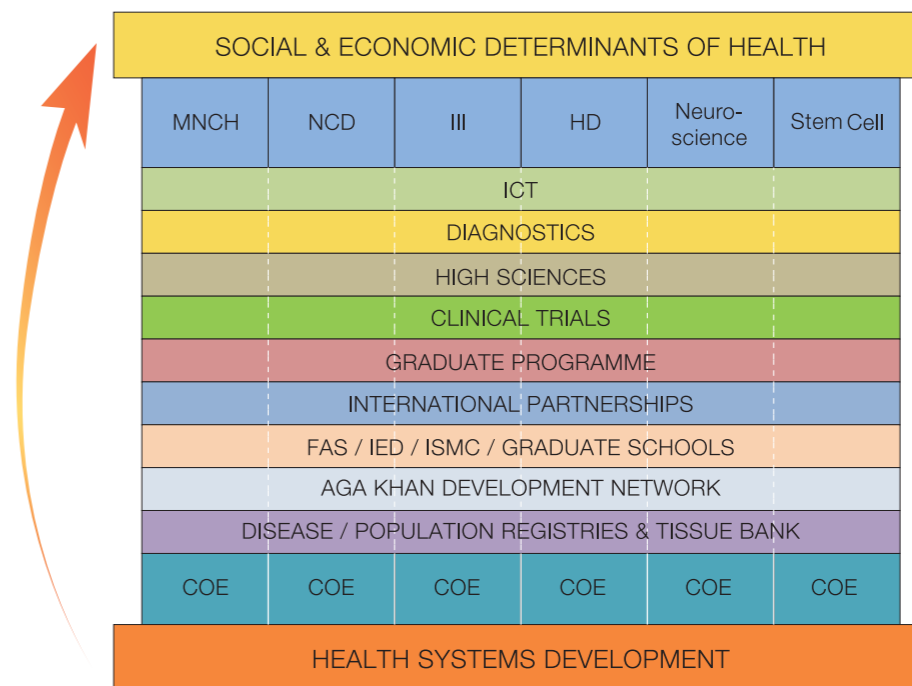 SOCIAL & ECONOMIC DETERMINANTS OF HEALTH
MNCH NCD III HD Neuro-science Stem Cell
ICT
DIAGNOSTICS
HIGH SCIENCES
CLINICAL TRIALS
GRADUATE PROGRAMME
INTERNATIONAL PARTNERSHIPS
FAS / IED / ISMC / GRADUATE SCHOOLS
AGA KHAN DEVELOPMENT NETWORK
DISEASE / POPULATION REGISTRIES & TISSUE BANK
COE COE COE COE COE COE
HEALTH SYSTEMS DEVELOPMENT